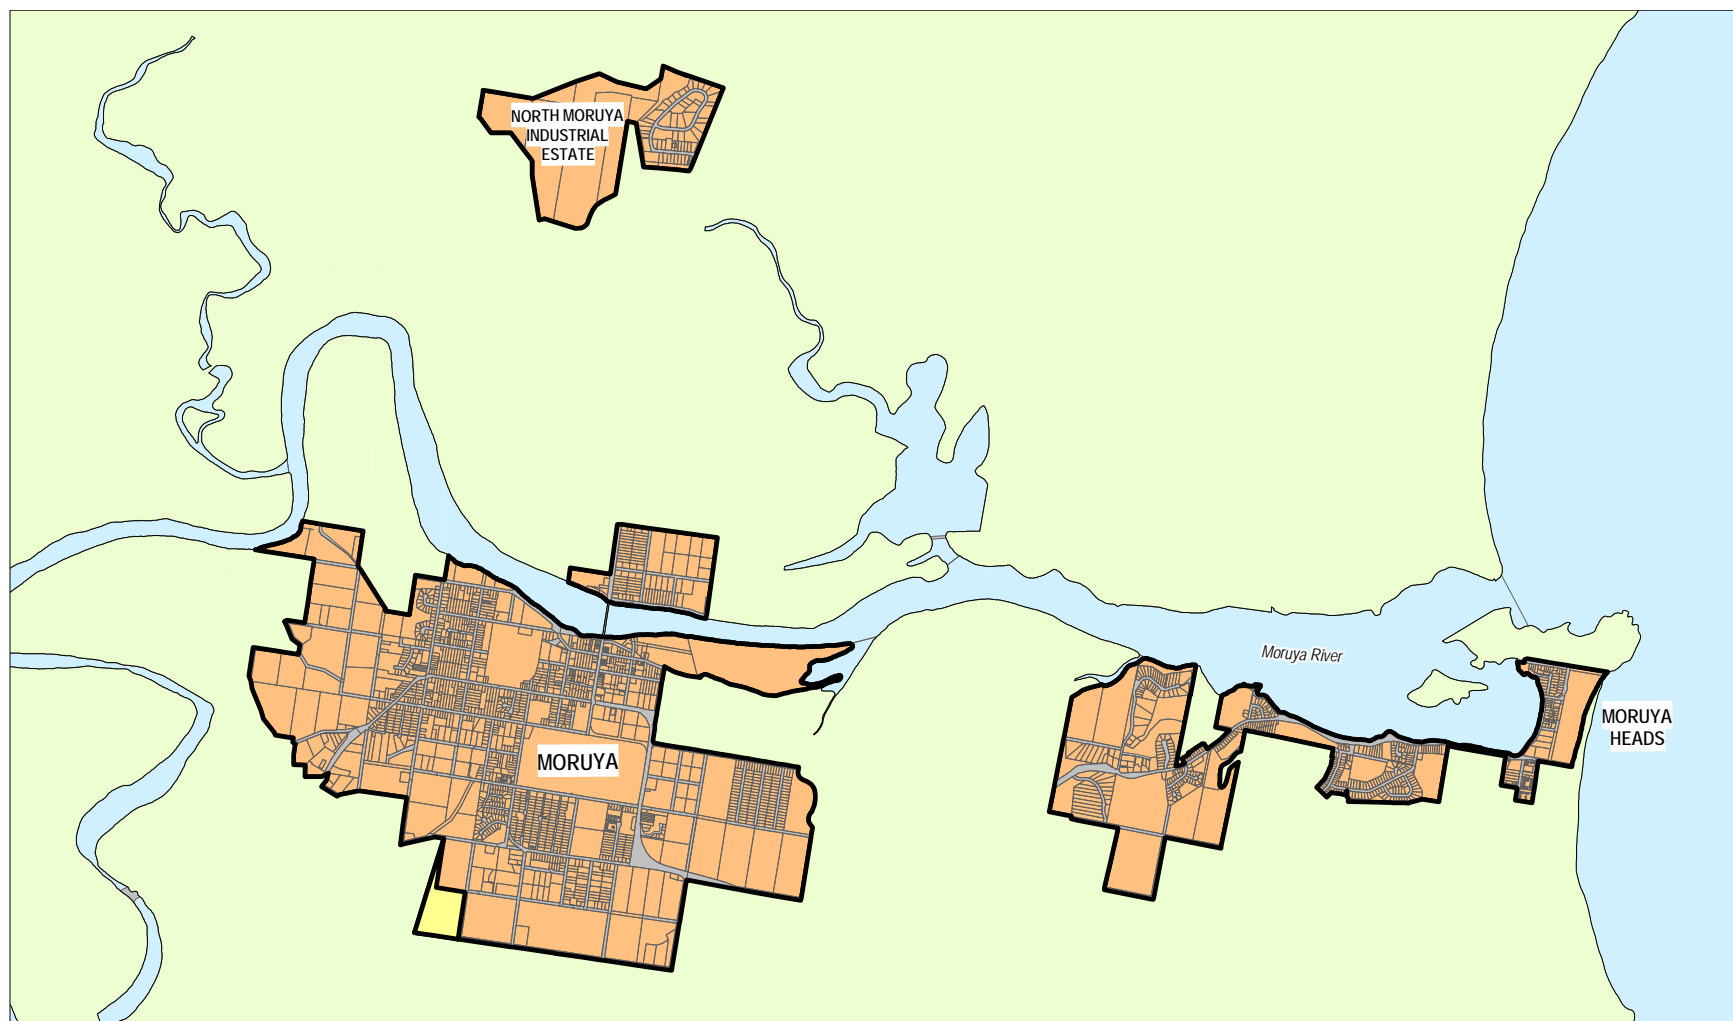 NORTH MORUYA
INDUSTRIAL
ESTATE
Moruya River
MORUYA
HEADS
MORUYA